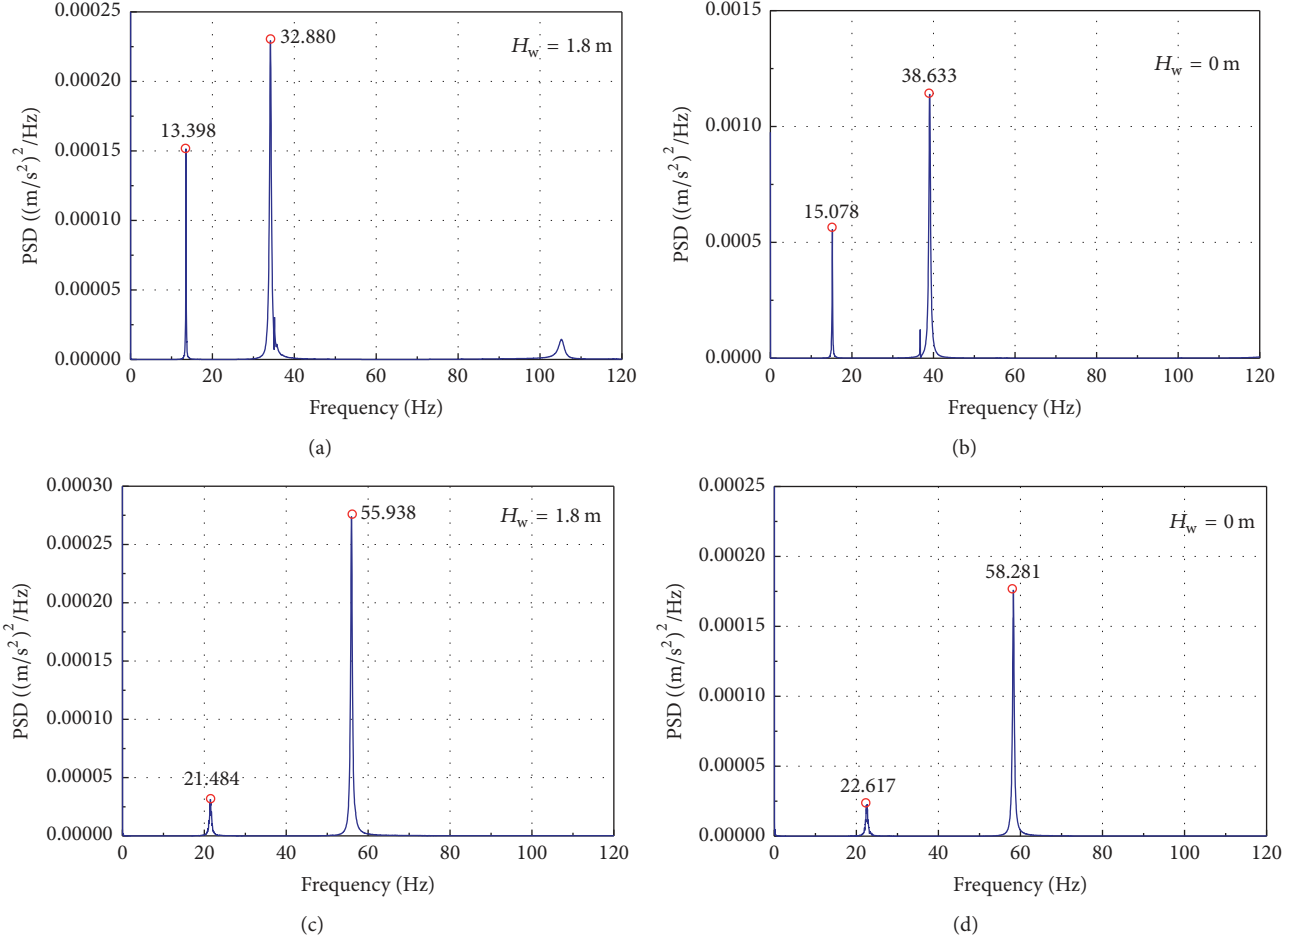 0.00025
0.00020
0.00015
0.00010
0.00005
0.00000
PSD ((m/s²)²/Hz)
32.880
13.398
H_w = 1.8 m
0 20 40 60 80 100 120
Frequency (Hz)
(a)
0.0015
0.0010
0.0005
0.0000
PSD ((m/s²)²/Hz)
38.633
15.078
H_w = 0 m
0 20 40 60 80 100 120
Frequency (Hz)
(b)
0.00030
0.00025
0.00020
0.00015
0.00010
0.00005
0.00000
PSD ((m/s²)²/Hz)
55.938
21.484
H_w = 1.8 m
0 20 40 60 80 100 120
Frequency (Hz)
(c)
0.00025
0.00020
0.00015
0.00010
0.00005
0.00000
PSD ((m/s²)²/Hz)
58.281
22.617
H_w = 0 m
0 20 40 60 80 100 120
Frequency (Hz)
(d)